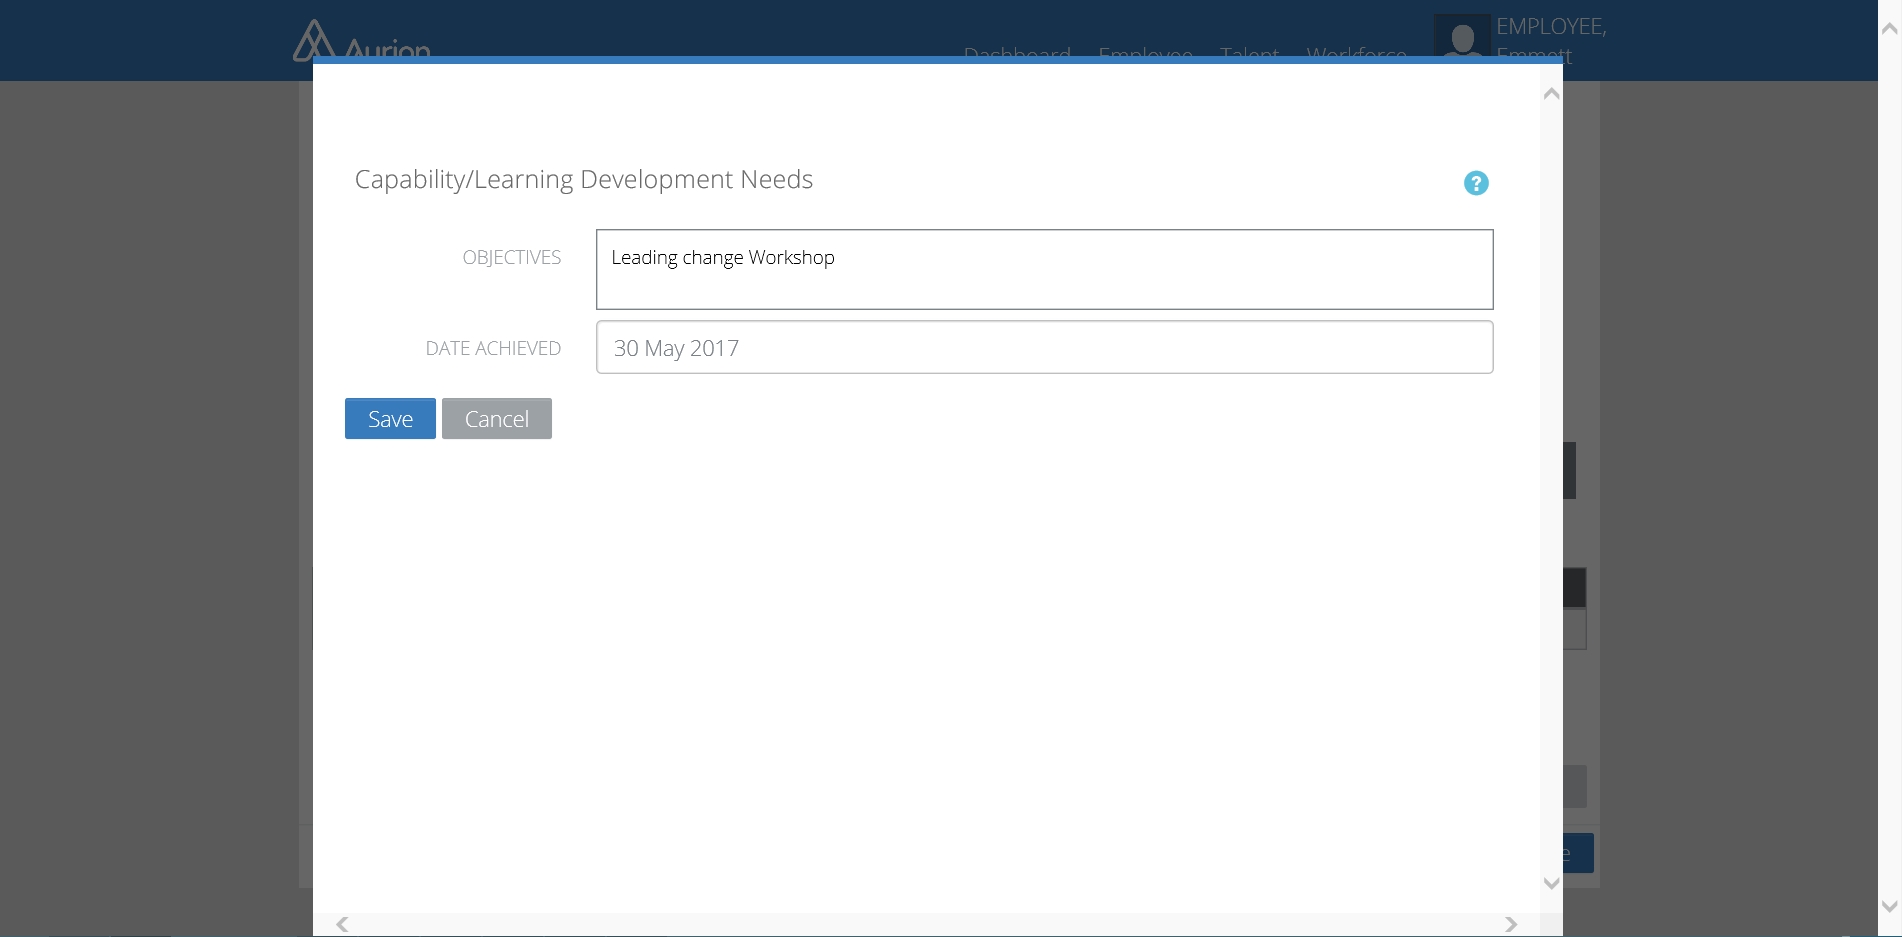 Aurion
Dashboard Employee Talent Workforce
EMPLOYEE,
Emmett
Capability/Learning Development Needs
?
OBJECTIVES
Leading change Workshop
DATE ACHIEVED
30 May 2017
Save Cancel